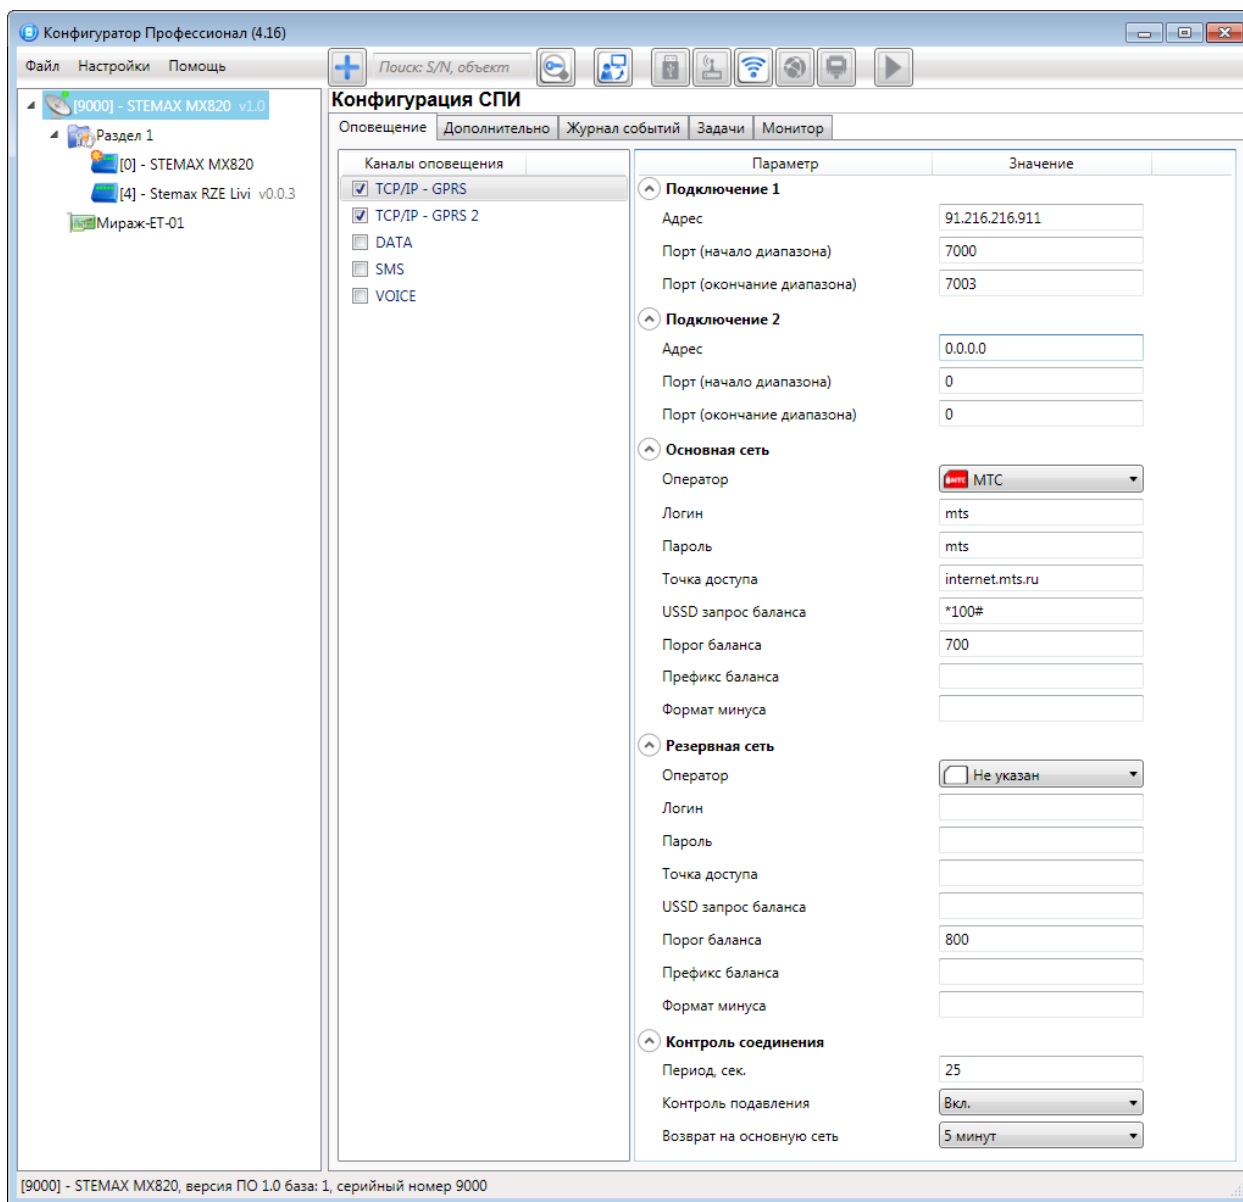 Конфигуратор Профессионал (4.16)
Файл Настройки Помощь
Поиск: S/N, объект
[9000] - STEMAX MX820 v1.0
Раздел 1
[0] - STEMAX MX820
[4] - Stemax RZE Livi v0.0.3
Мираж-ET-01
Конфигурация СПИ
Оповещение Дополнительно Журнал событий Задачи Монитор
Каналы оповещения
TCP/IP - GPRS
TCP/IP - GPRS 2
DATA
SMS
VOICE
Параметр Значение
Подключение 1
Адрес 91.216.216.911
Порт (начало диапазона) 7000
Порт (окончание диапазона) 7003
Подключение 2
Адрес 0.0.0.0
Порт (начало диапазона) 0
Порт (окончание диапазона) 0
Основная сеть
Оператор МТС
Логин mts
Пароль mts
Точка доступа internet.mts.ru
USSD запрос баланса *100#
Порог баланса 700
Префикс баланса
Формат минуса
Резервная сеть
Оператор Не указан
Логин
Пароль
Точка доступа
USSD запрос баланса
Порог баланса 800
Префикс баланса
Формат минуса
Контроль соединения
Период, сек. 25
Контроль подавления Вкл.
Возврат на основную сеть 5 минут
[9000] - STEMAX MX820, версия ПО 1.0 база: 1, серийный номер 9000